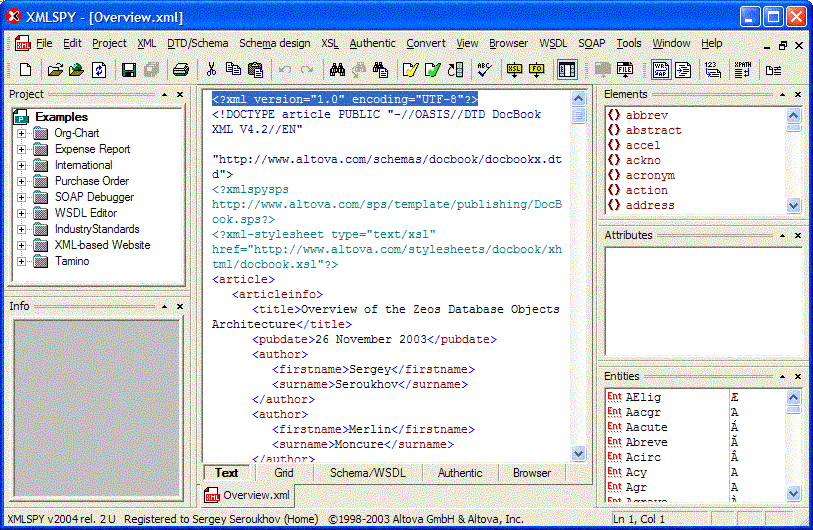 XMLSPY - [Overview.xml]
File Edit Project XML DTD/Schema Schema design XSL Authentic Convert View Browser WSDL SOAP Tools Window Help
Project
Examples
Org-Chart
Expense Report
International
Purchase Order
SOAP Debugger
WSDL Editor
IndustryStandards
XML-based Website
Tamino
Info
<?xml version="1.0" encoding="UTF-8"?>
<!DOCTYPE article PUBLIC "-//OASIS//DTD DocBook
XML V4.2//EN"
"http://www.altova.com/schemas/docbook/docbookx.dt
d">
<?xmlspysps
http://www.altova.com/sps/template/publishing/DocB
ook.sps?>
<?xml-stylesheet type="text/xsl"
href="http://www.altova.com/stylesheets/docbook/xh
tml/docbook.xsl"?>
<article>
<articleinfo>
<title>Overview of the Zeos Database Objects
Architecture</title>
<pubdate>26 November 2003</pubdate>
<author>
<firstname>Sergey</firstname>
<surname>Seroukhov</surname>
</author>
<author>
<firstname>Merlin</firstname>
<surname>Moncure</surname>
</author>
Text Grid Schema/WSDL Authentic Browser
Overview.xml
Elements
abbrev
abstract
accel
ackno
acronym
action
address
Attributes
Entities
Ent AElig Æ
Ent Aacgr Ά
Ent Aacute Á
Ent Abreve Ă
Ent Acirc Â
Ent Acy А
Ent Agr Α
XMLSPY v2004 rel. 2 U Registered to Sergey Seroukhov (Home) ©1998-2003 Altova GmbH & Altova, Inc. Ln 1, Col 1